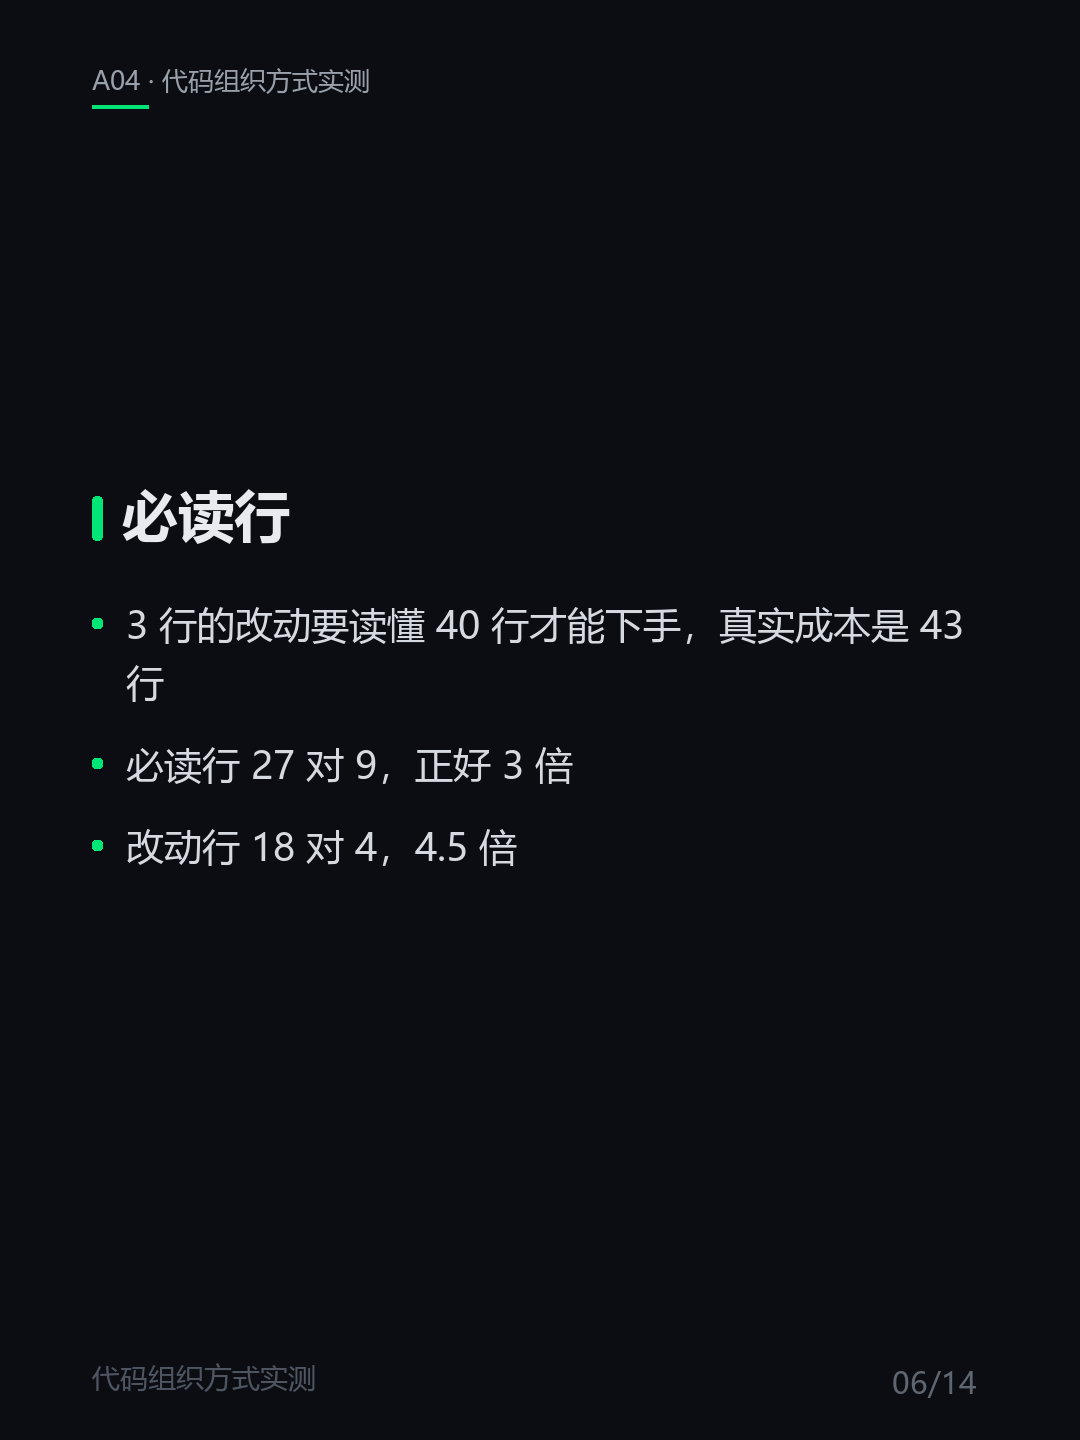 A04 · 代码组织方式实测
必读行
3 行的改动要读懂 40 行才能下手，真实成本是 43
行
必读行 27 对 9，正好 3 倍
改动行 18 对 4，4.5 倍
代码组织方式实测
06/14